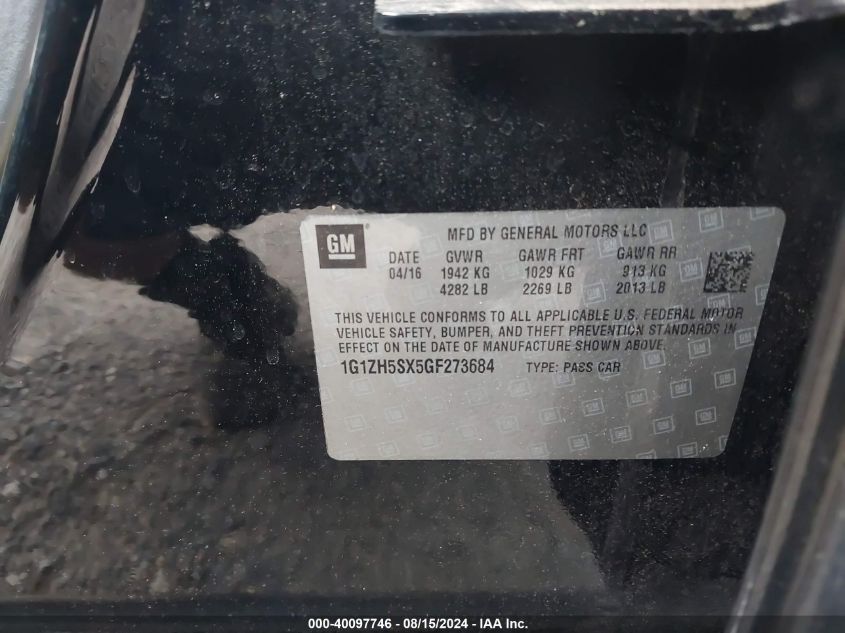 GM
MFD BY GENERAL MOTORS LLC
DATE GVWR GAWR FRT GAWR RR
04/16 1942 KG 1029 KG 913 KG
4282 LB 2269 LB 2013 LB
THIS VEHICLE CONFORMS TO ALL APPLICABLE U.S. FEDERAL MOTOR
VEHICLE SAFETY, BUMPER, AND THEFT PREVENTION STANDARDS IN
EFFECT ON THE DATE OF MANUFACTURE SHOWN ABOVE.
1G1ZH5SX5GF273684 TYPE: PASS CAR
000-40097746 - 08/15/2024 - IAA Inc.